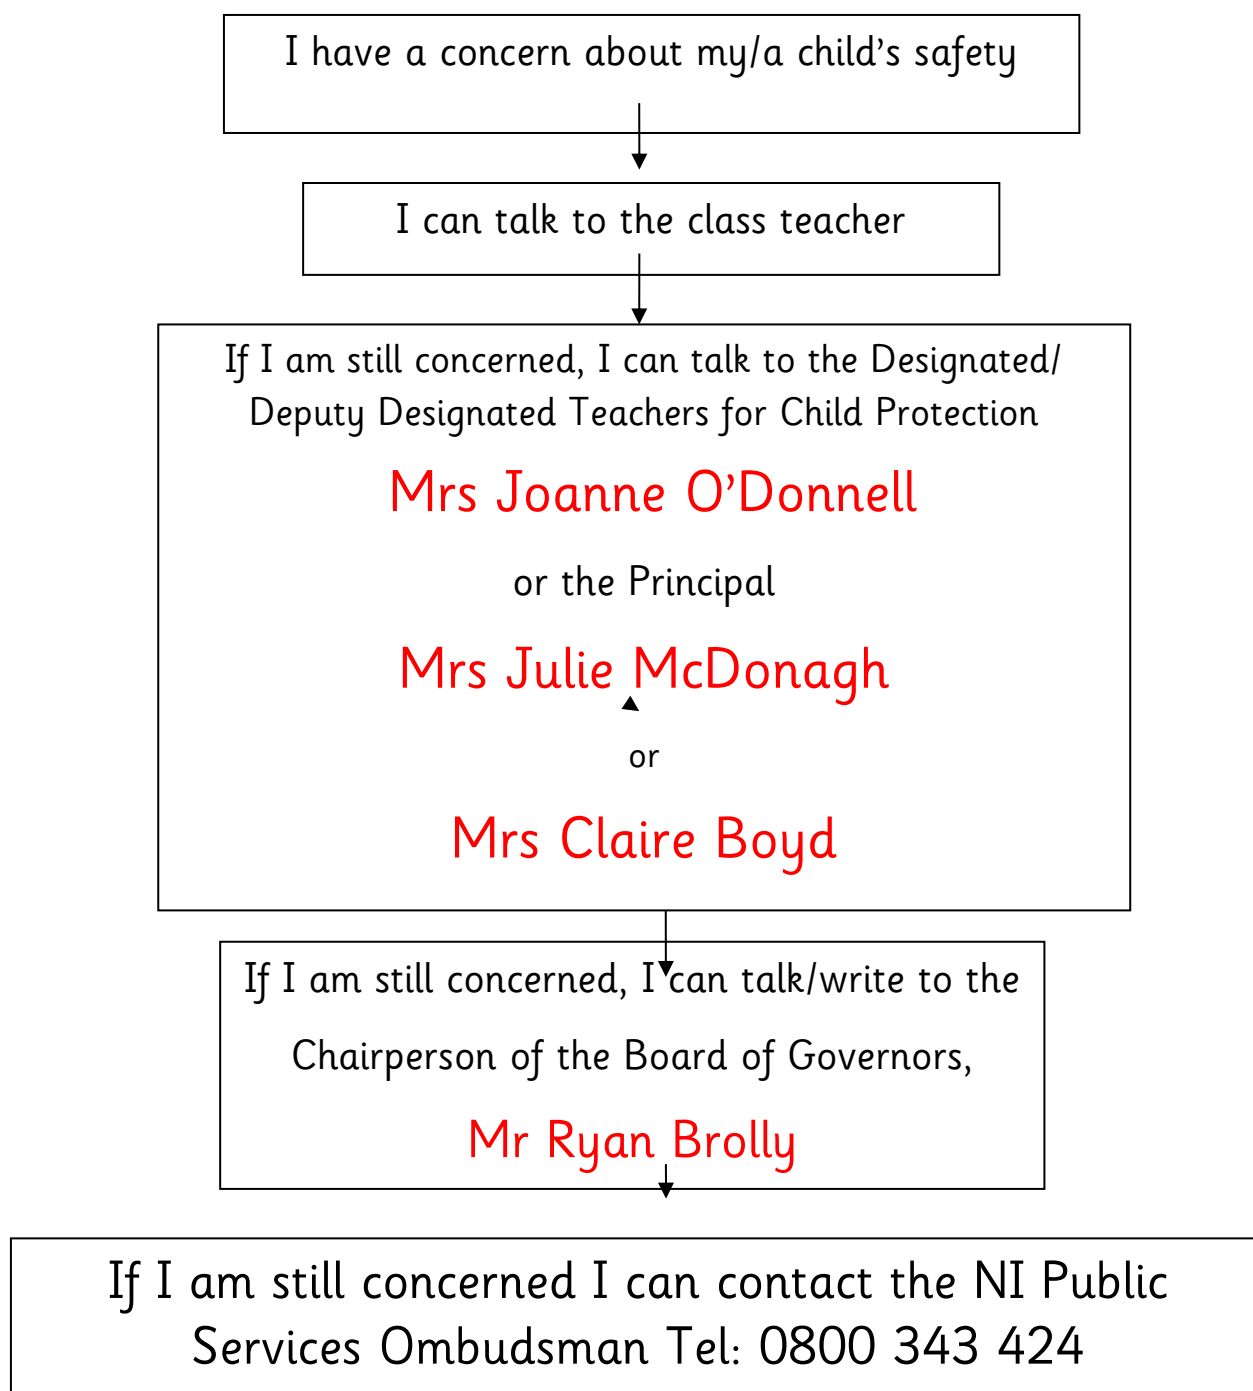 I have a concern about my/a child’s safety
I can talk to the class teacher
If I am still concerned, I can talk to the Designated/
Deputy Designated Teachers for Child Protection
Mrs Joanne O’Donnell
or the Principal
Mrs Julie McDonagh
or
Mrs Claire Boyd
If I am still concerned, I can talk/write to the
Chairperson of the Board of Governors,
Mr Ryan Brolly
If I am still concerned I can contact the NI Public
Services Ombudsman Tel: 0800 343 424